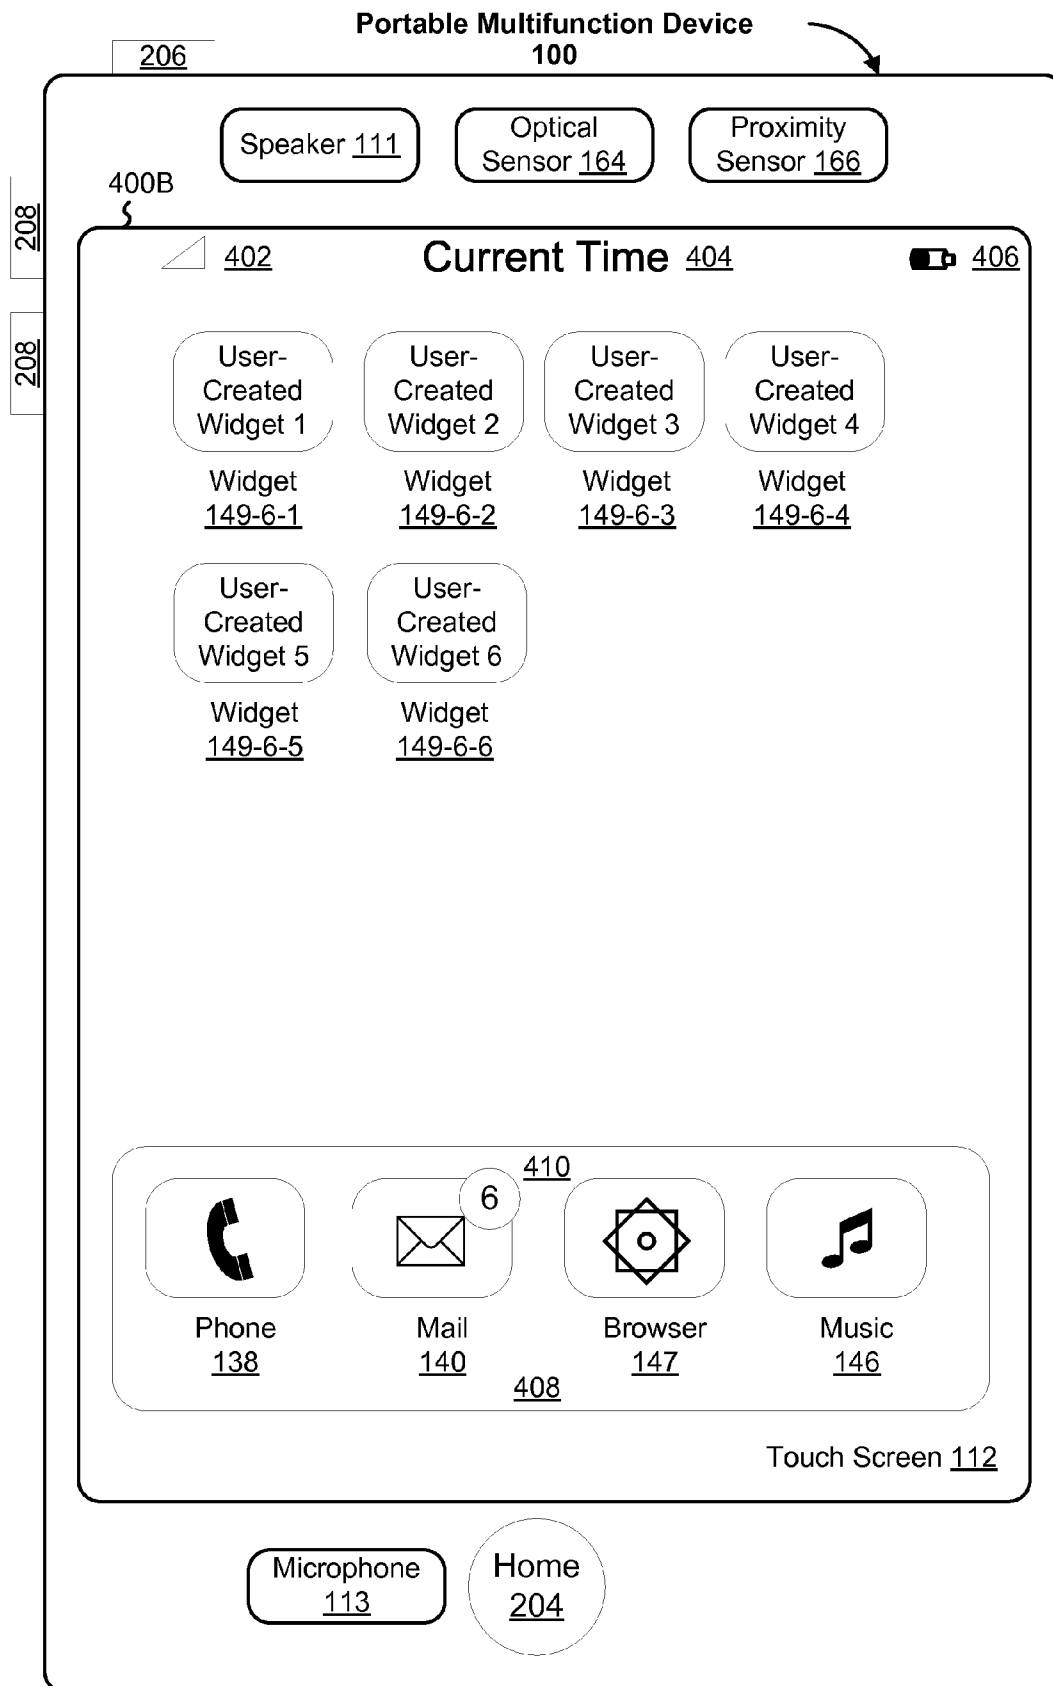 Portable Multifunction Device
100
206
Speaker 111
Optical
Sensor 164
Proximity
Sensor 166
400B
208
208
402
Current Time 404
406
User-
Created
Widget 1
User-
Created
Widget 2
User-
Created
Widget 3
User-
Created
Widget 4
Widget
149-6-1
Widget
149-6-2
Widget
149-6-3
Widget
149-6-4
User-
Created
Widget 5
User-
Created
Widget 6
Widget
149-6-5
Widget
149-6-6
410
6
Phone
138
Mail
140
Browser
147
Music
146
408
Touch Screen 112
Microphone
113
Home
204